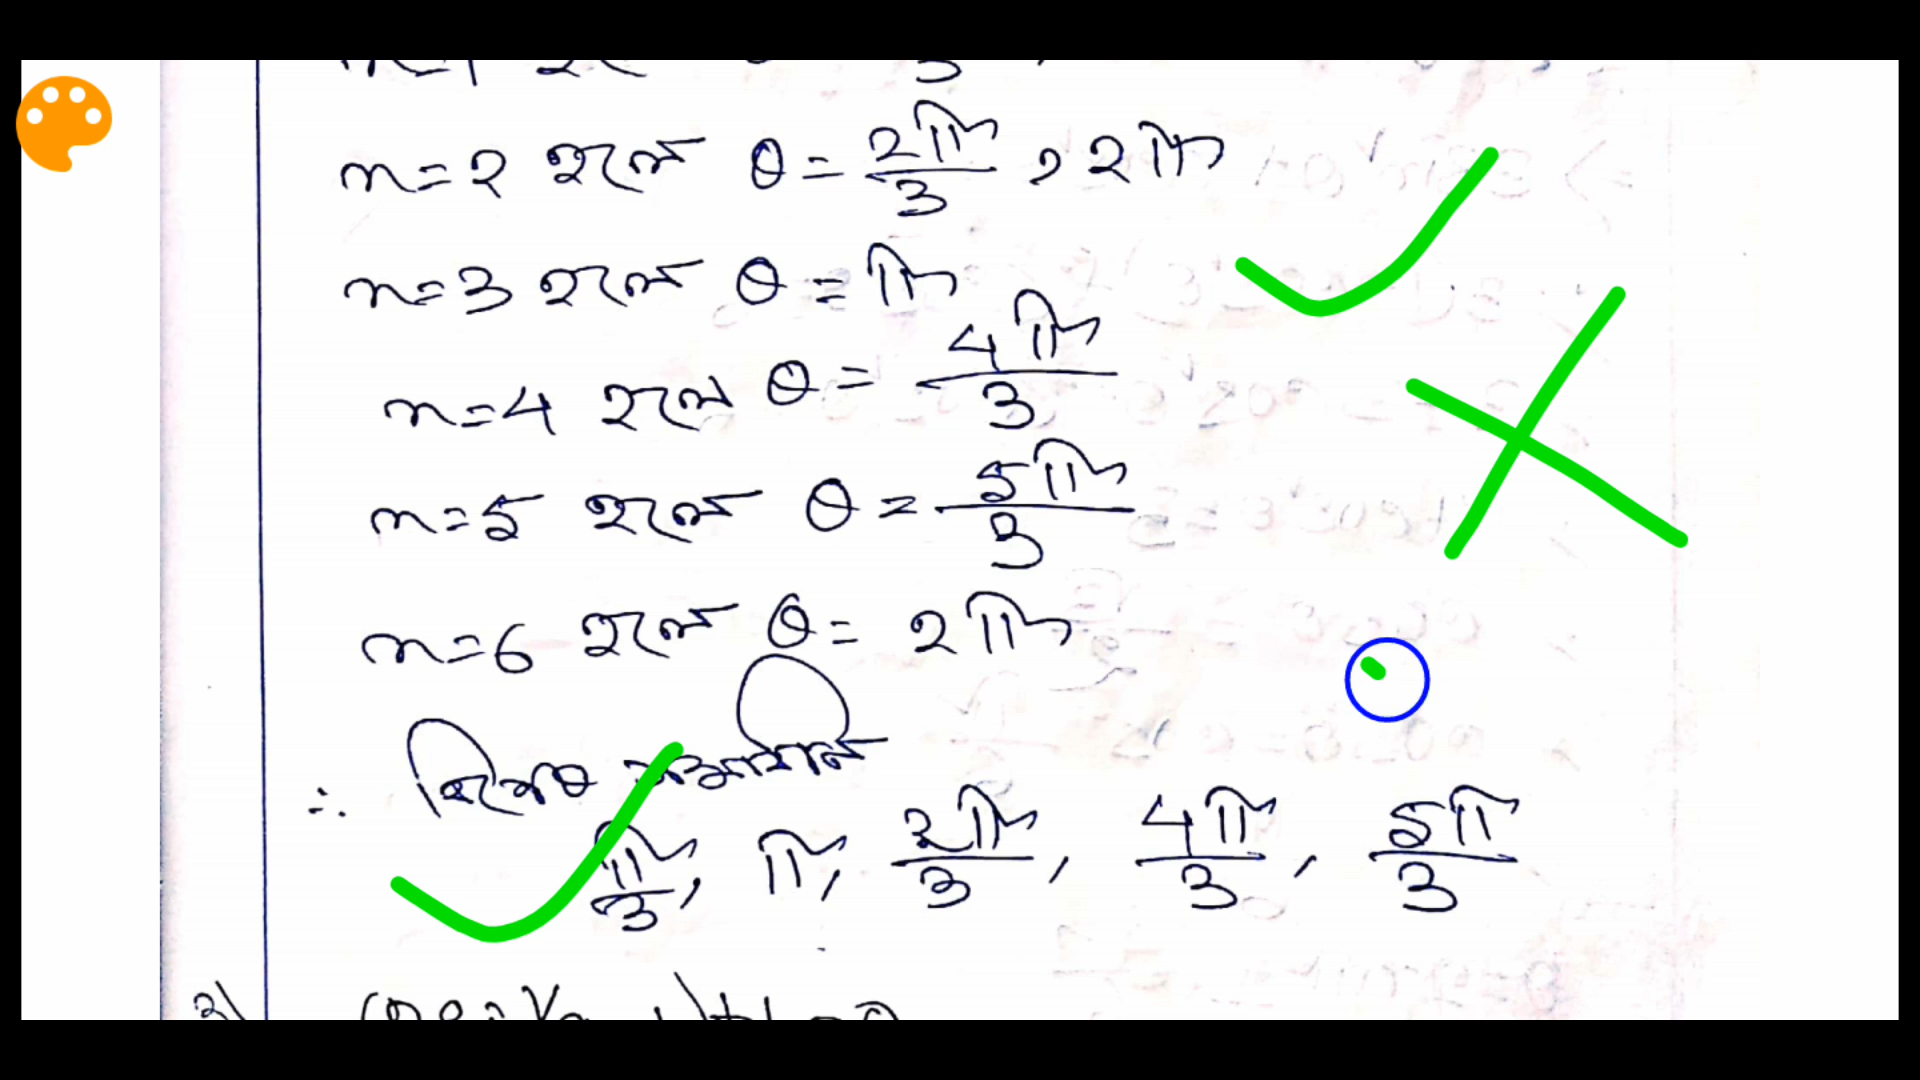 n=2 হলে θ = 2π/3 , 2π
n=3 হলে θ = π
n=4 হলে θ = 4π/3
n=5 হলে θ = 5π/3
n=6 হলে θ = 2π
∴ বিশেষ সমাধান
π/3, π, 2π/3, 4π/3, 5π/3